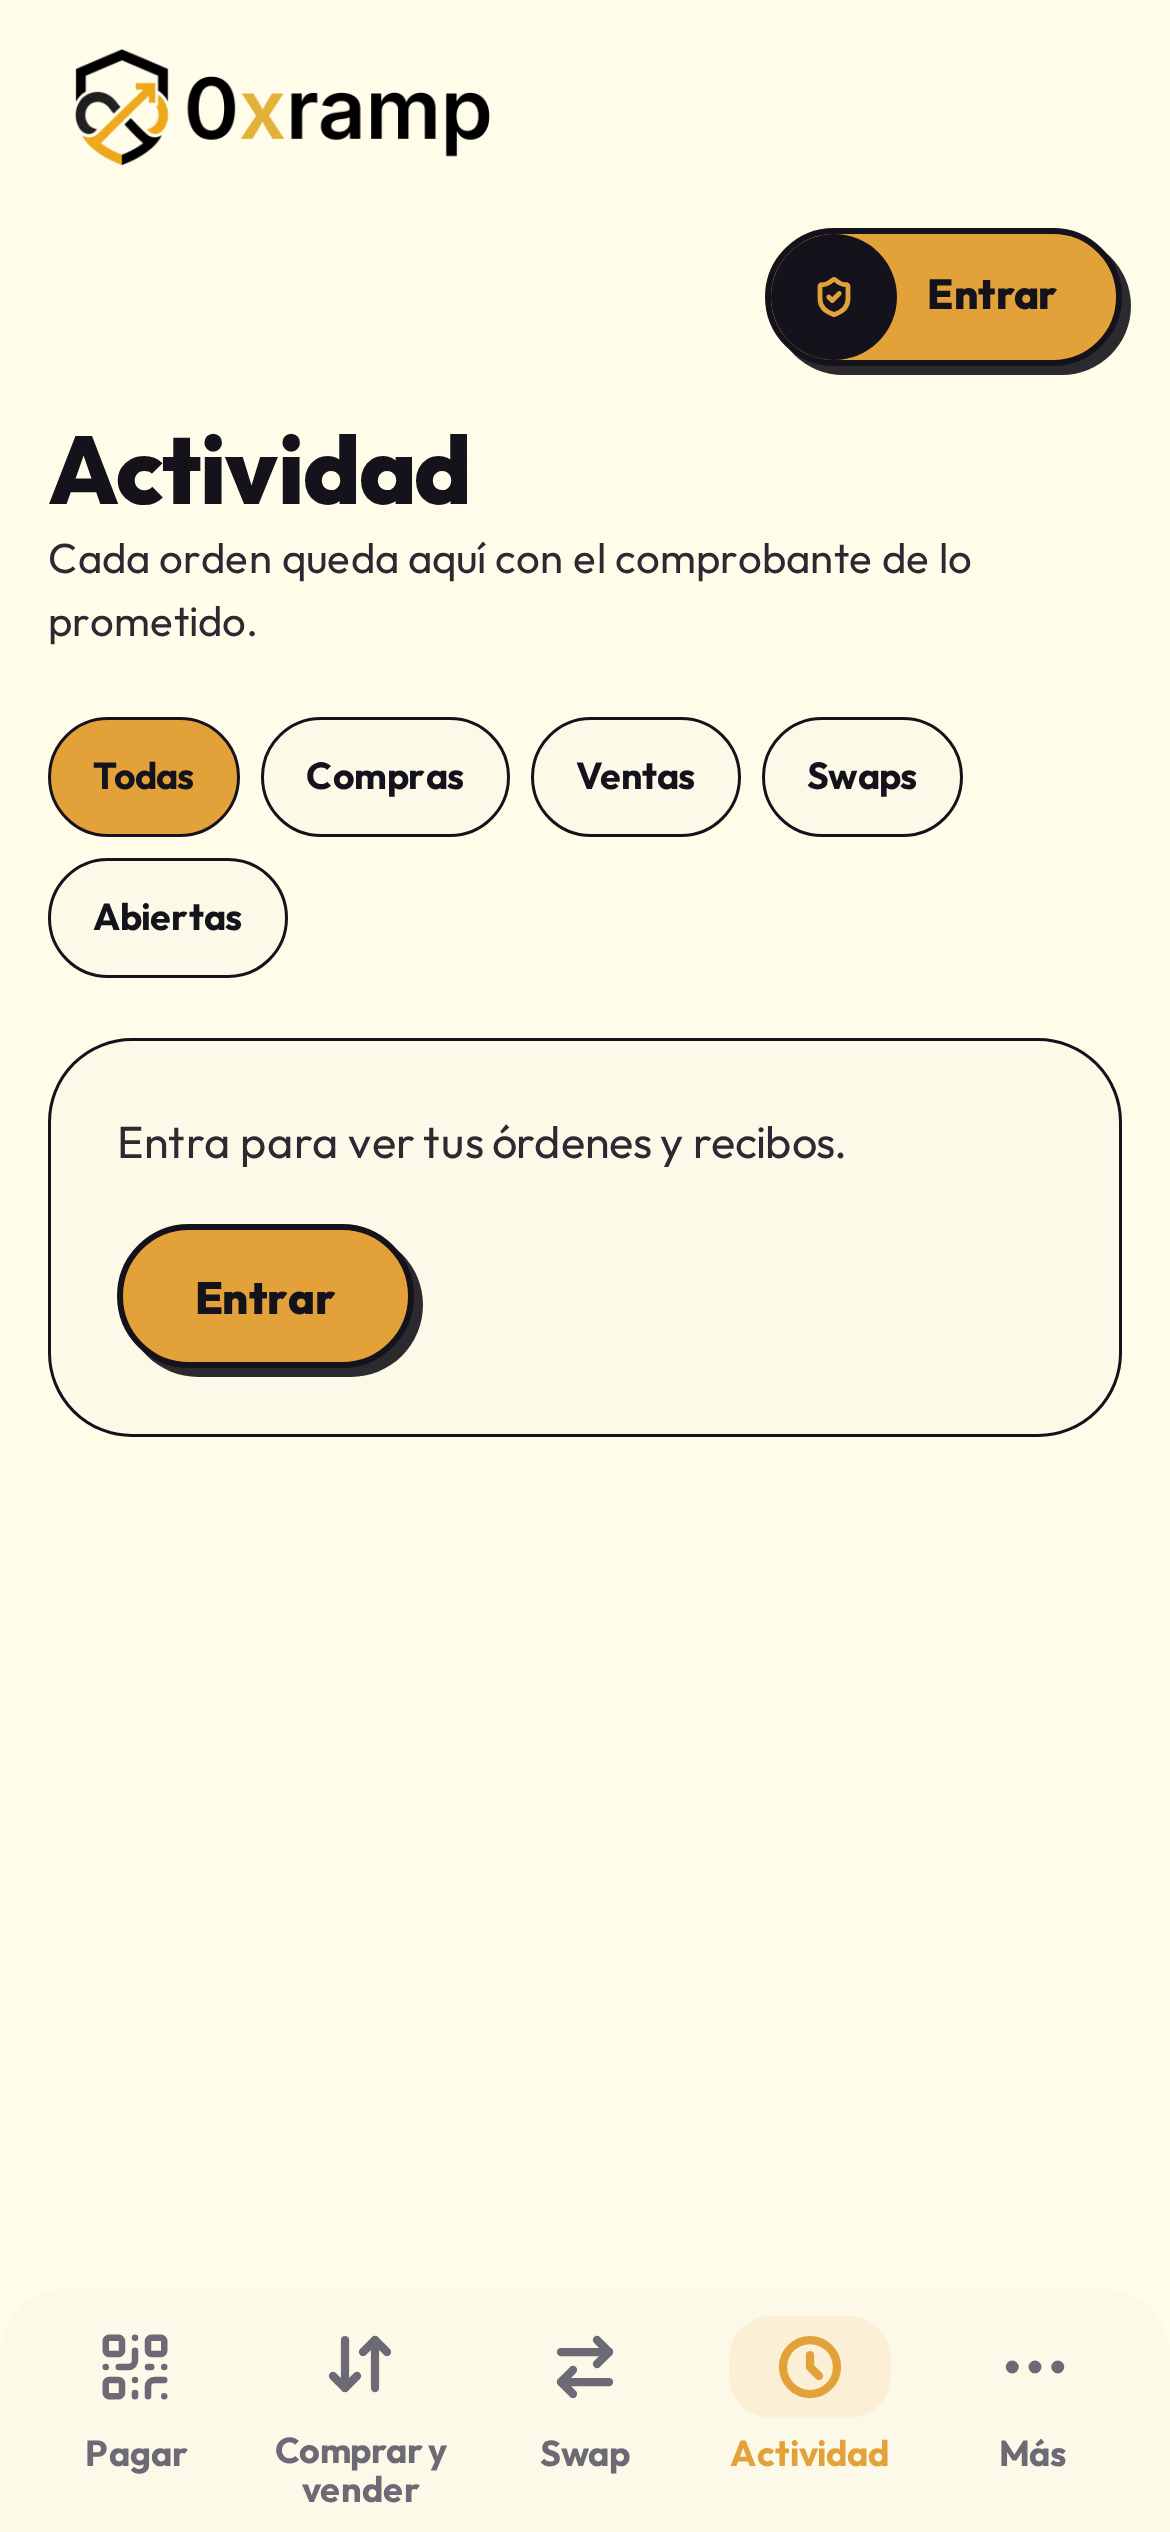 0xramp
Entrar
Actividad
Cada orden queda aquí con el comprobante de lo
prometido.
Todas
Compras
Ventas
Swaps
Abiertas
Entra para ver tus órdenes y recibos.
Entrar
Pagar
Comprar y
vender
Swap
Actividad
Más